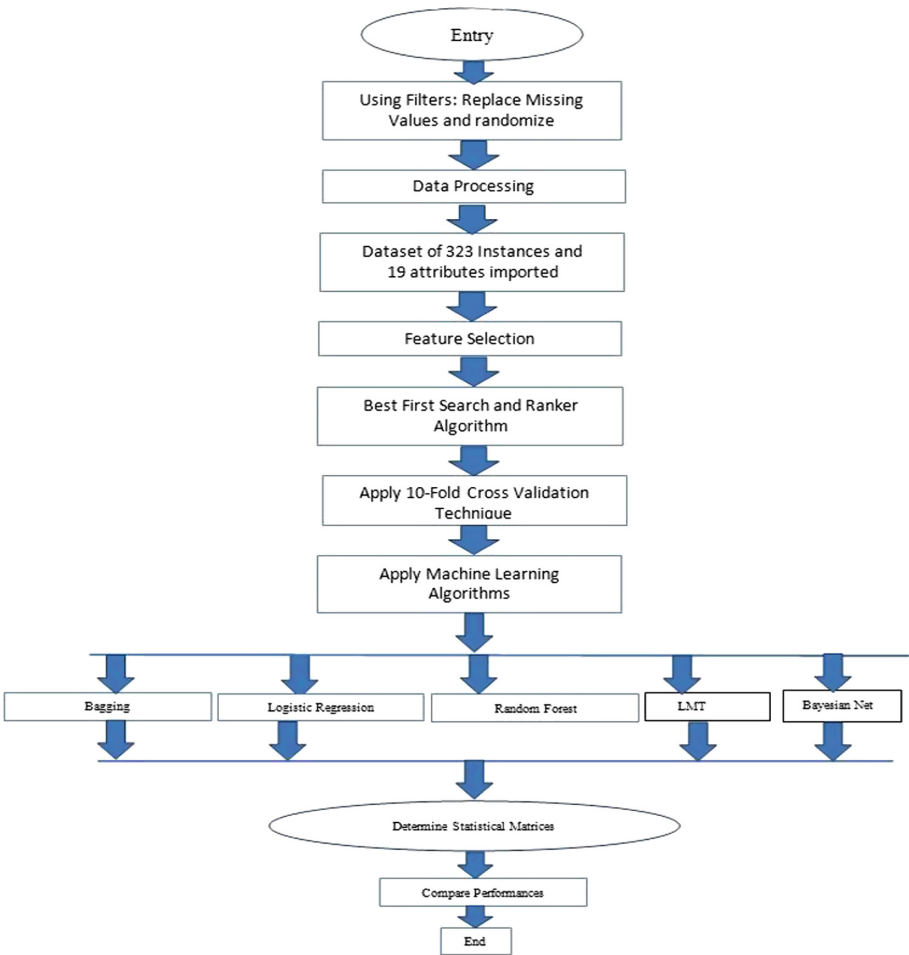 Entry
Using Filters: Replace Missing
Values and randomize
Data Processing
Dataset of 323 Instances and
19 attributes imported
Feature Selection
Best First Search and Ranker
Algorithm
Apply 10-Fold Cross Validation
Technique
Apply Machine Learning
Algorithms
Bagging
Logistic Regression
Random Forest
LMT
Bayesian Net
Determine Statistical Matrices
Compare Performances
End